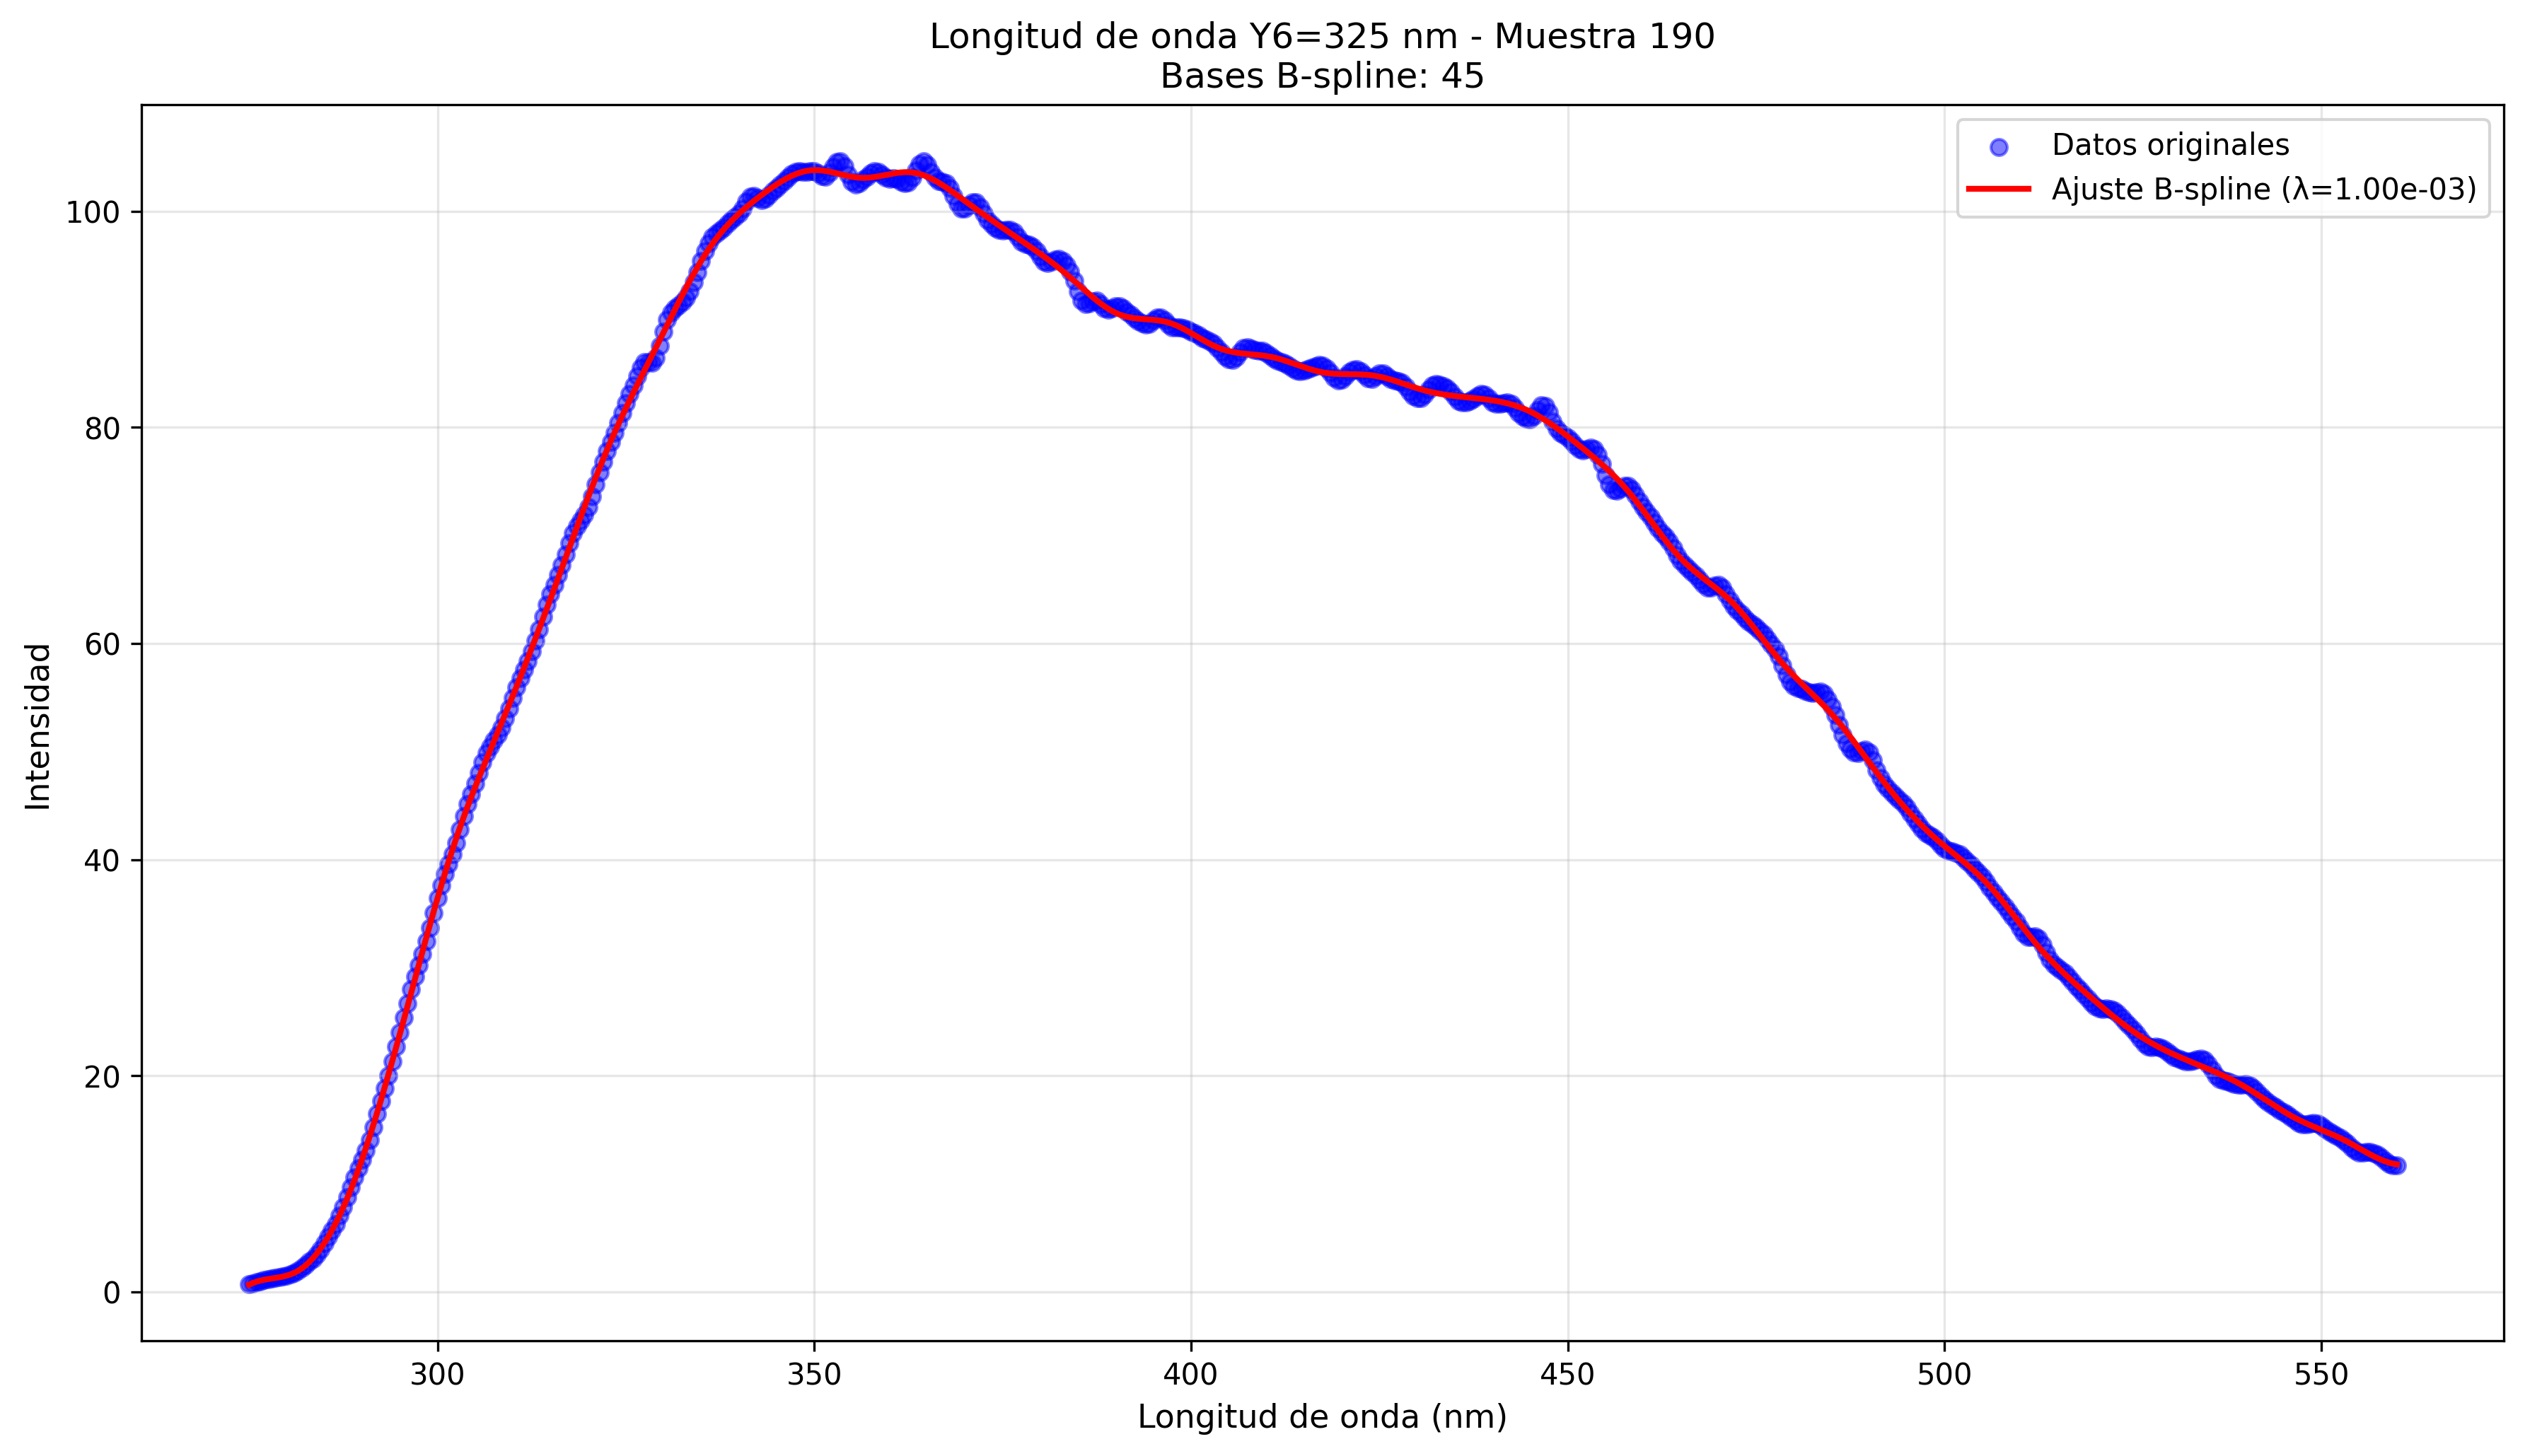 Longitud de onda Y6=325 nm - Muestra 190
Bases B-spline: 45
Datos originales
Ajuste B-spline (λ=1.00e-03)
Intensidad
100
80
60
40
20
0
300 350 400 450 500 550
Longitud de onda (nm)